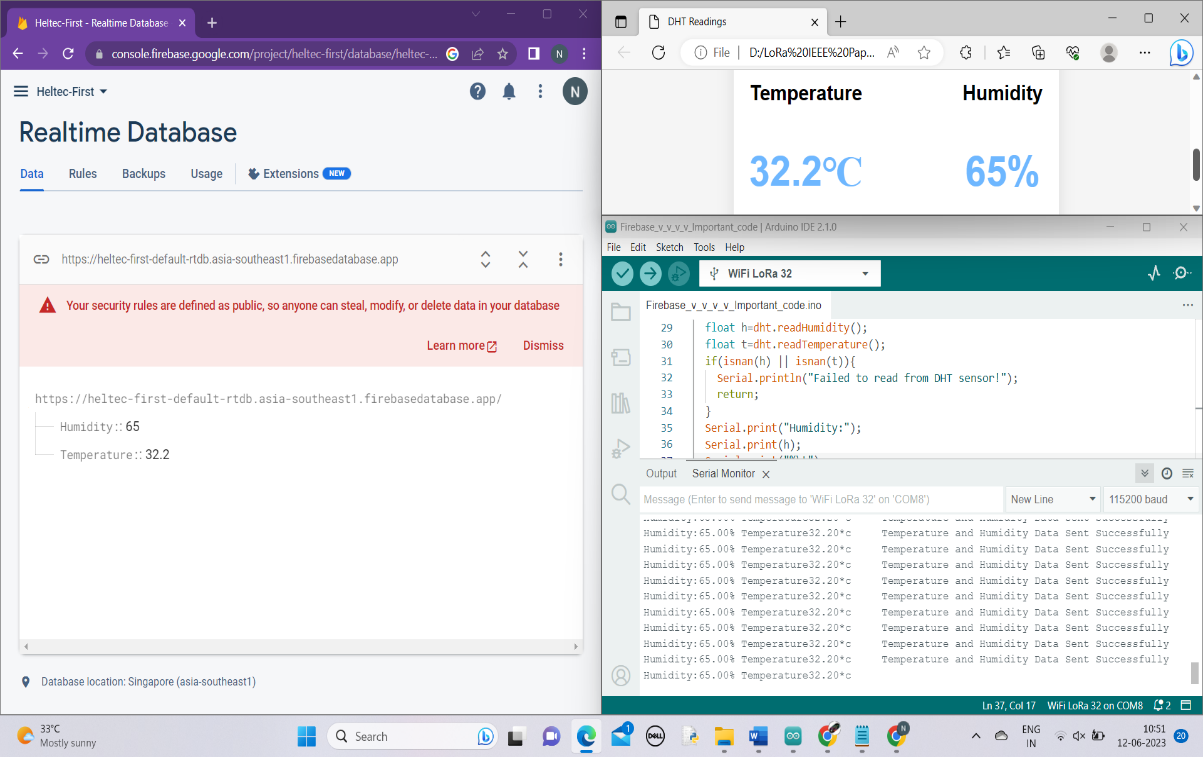 Heltec-First - Realtime Database
console.firebase.google.com/project/heltec-first/database/heltec-...
N
Heltec-First
N
Realtime Database
Data Rules Backups Usage Extensions NEW
https://heltec-first-default-rtdb.asia-southeast1.firebasedatabase.app
Your security rules are defined as public, so anyone can steal, modify, or delete data in your database
Learn more Dismiss
https://heltec-first-default-rtdb.asia-southeast1.firebasedatabase.app/
Humidity:: 65
Temperature:: 32.2
Database location: Singapore (asia-southeast1)
DHT Readings
File D:/LoRa%20IEEE%20Pap...
Temperature Humidity
32.2℃ 65%
Firebase_v_v_v_v_Important_code | Arduino IDE 2.1.0
File Edit Sketch Tools Help
WiFi LoRa 32
Firebase_v_v_v_v_Important_code.ino
29 float h=dht.readHumidity();
30 float t=dht.readTemperature();
31 if(isnan(h) || isnan(t)){
32 Serial.println("Failed to read from DHT sensor!");
33 return;
34 }
35 Serial.print("Humidity:");
36 Serial.print(h);
Output Serial Monitor
Message (Enter to send message to 'WiFi LoRa 32' on 'COM8')
New Line 115200 baud
Humidity:65.00% Temperature32.20*c Temperature and Humidity Data Sent Successfully
Humidity:65.00% Temperature32.20*c Temperature and Humidity Data Sent Successfully
Humidity:65.00% Temperature32.20*c Temperature and Humidity Data Sent Successfully
Humidity:65.00% Temperature32.20*c Temperature and Humidity Data Sent Successfully
Humidity:65.00% Temperature32.20*c Temperature and Humidity Data Sent Successfully
Humidity:65.00% Temperature32.20*c Temperature and Humidity Data Sent Successfully
Humidity:65.00% Temperature32.20*c Temperature and Humidity Data Sent Successfully
Humidity:65.00% Temperature32.20*c Temperature and Humidity Data Sent Successfully
Humidity:65.00% Temperature32.20*c Temperature and Humidity Data Sent Successfully
Humidity:65.00% Temperature32.20*c
Ln 37, Col 17 WiFi LoRa 32 on COM8 2
33°C
Mostly sunny
Search
1
DELL
N
ENG
IN
10:51
12-06-2023
20